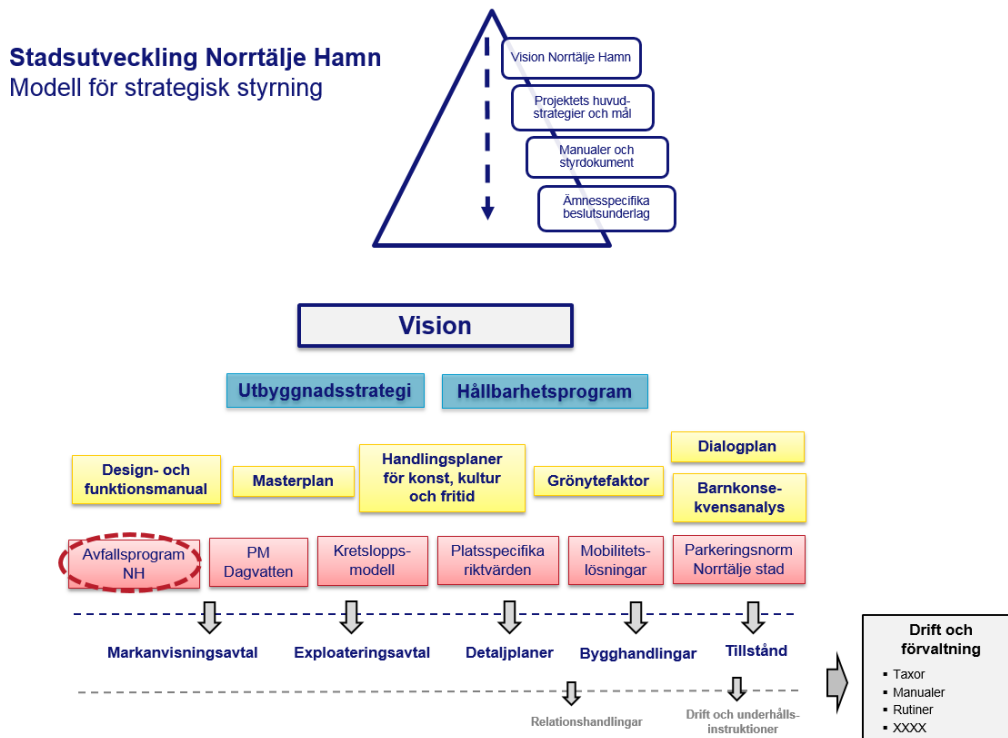 Stadsutveckling Norrtälje Hamn
Modell för strategisk styrning
Vision Norrtälje Hamn
Projektets huvud-
strategier och mål
Manualer och
styrdokument
Ämnesspecifika
beslutsunderlag
Vision
Utbyggnadsstrategi
Hållbarhetsprogram
Design- och
funktionsmanual
Masterplan
Handlingsplaner
för konst, kultur
och fritid
Grönytefaktor
Dialogplan
Barnkonse-
kvensanalys
Avfallsprogram
NH
PM
Dagvatten
Kretslopps-
modell
Platsspecifika
riktvärden
Mobilitets-
lösningar
Parkeringsnorm
Norrtälje stad
Markanvisningsavtal
Exploateringsavtal
Detaljplaner
Bygghandlingar
Tillstånd
Relationshandlingar
Drift och underhålls-
instruktioner
Drift och
förvaltning
▪ Taxor
▪ Manualer
▪ Rutiner
▪ XXXX